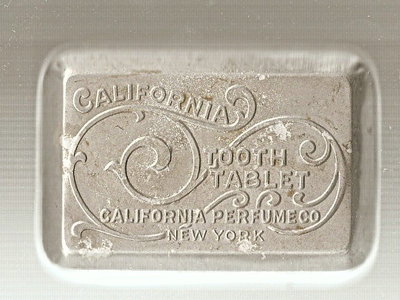 CALIFORNIA
TOOTH
TABLET
CALIFORNIA PERFUME CO
NEW YORK